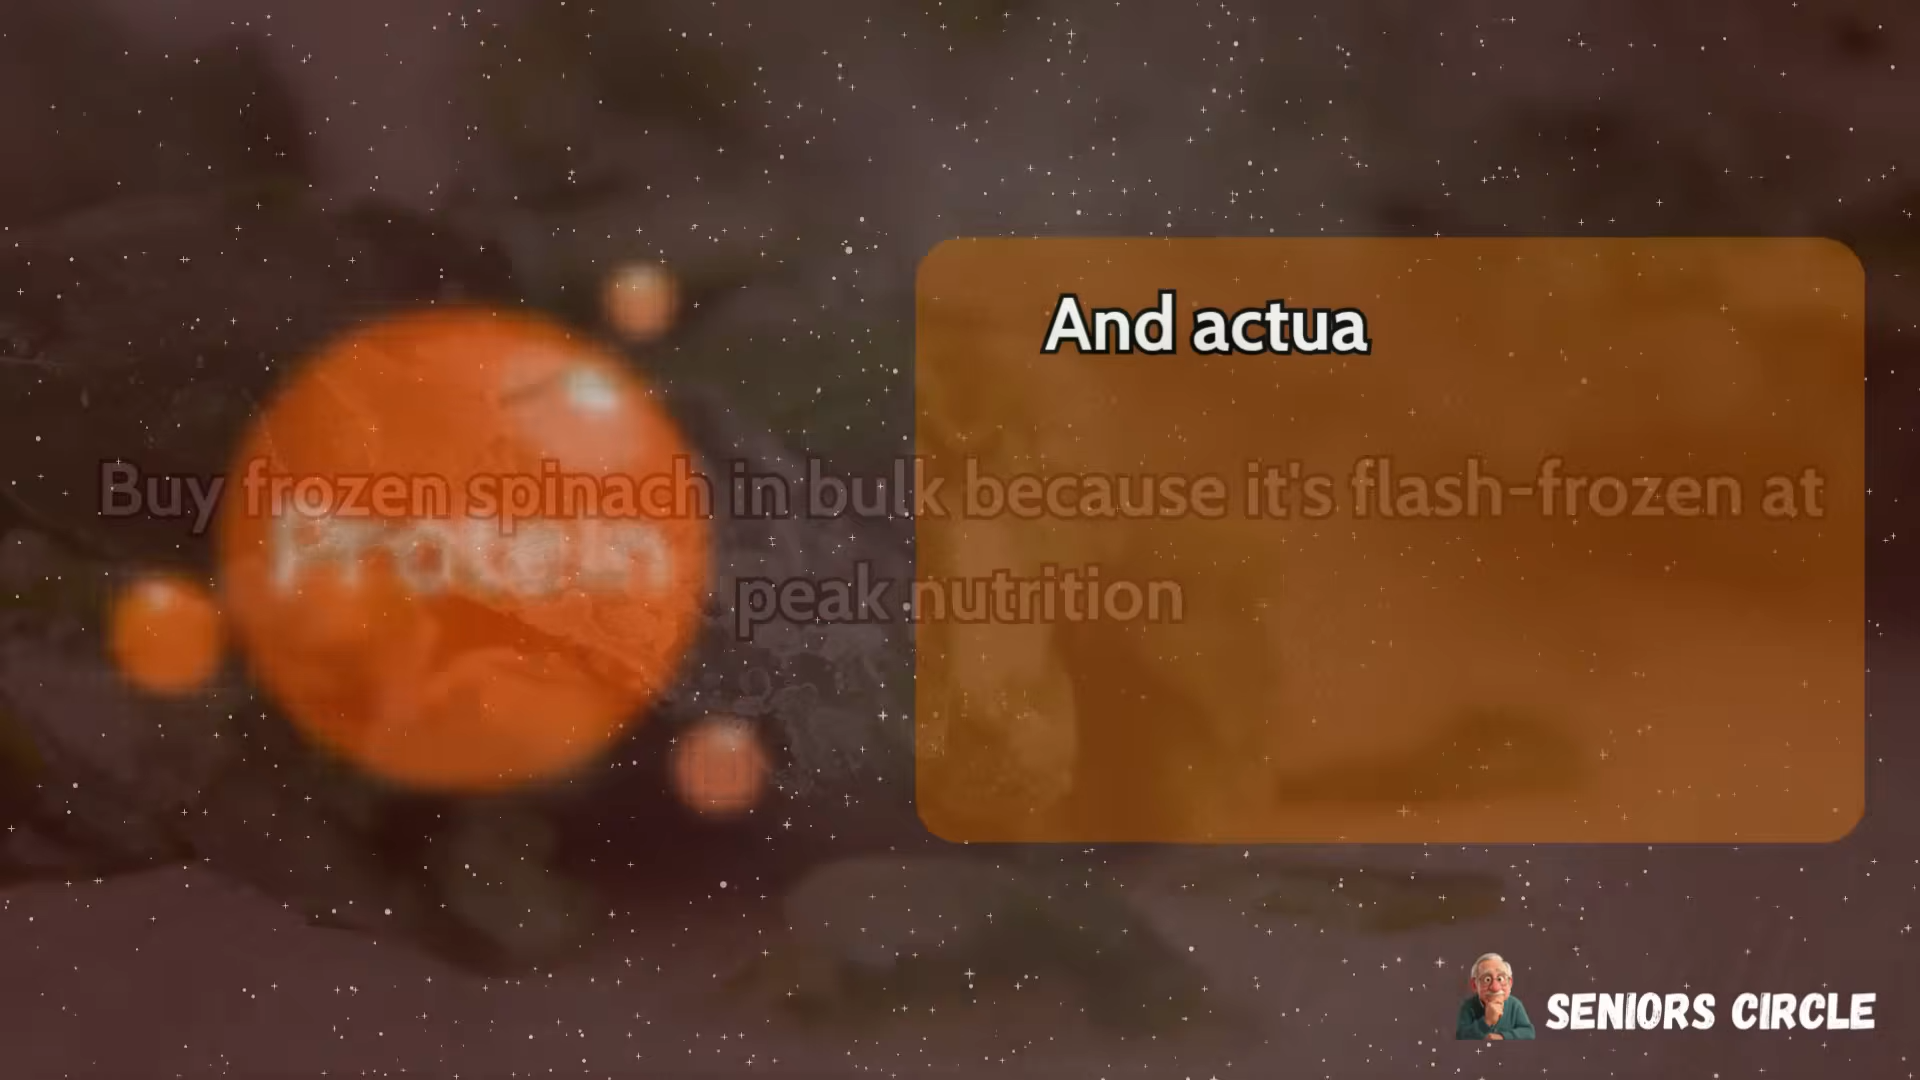 And actua
Buy frozen spinach in bulk because it's flash-frozen at
Protein
peak nutrition
SENIORS CIRCLE